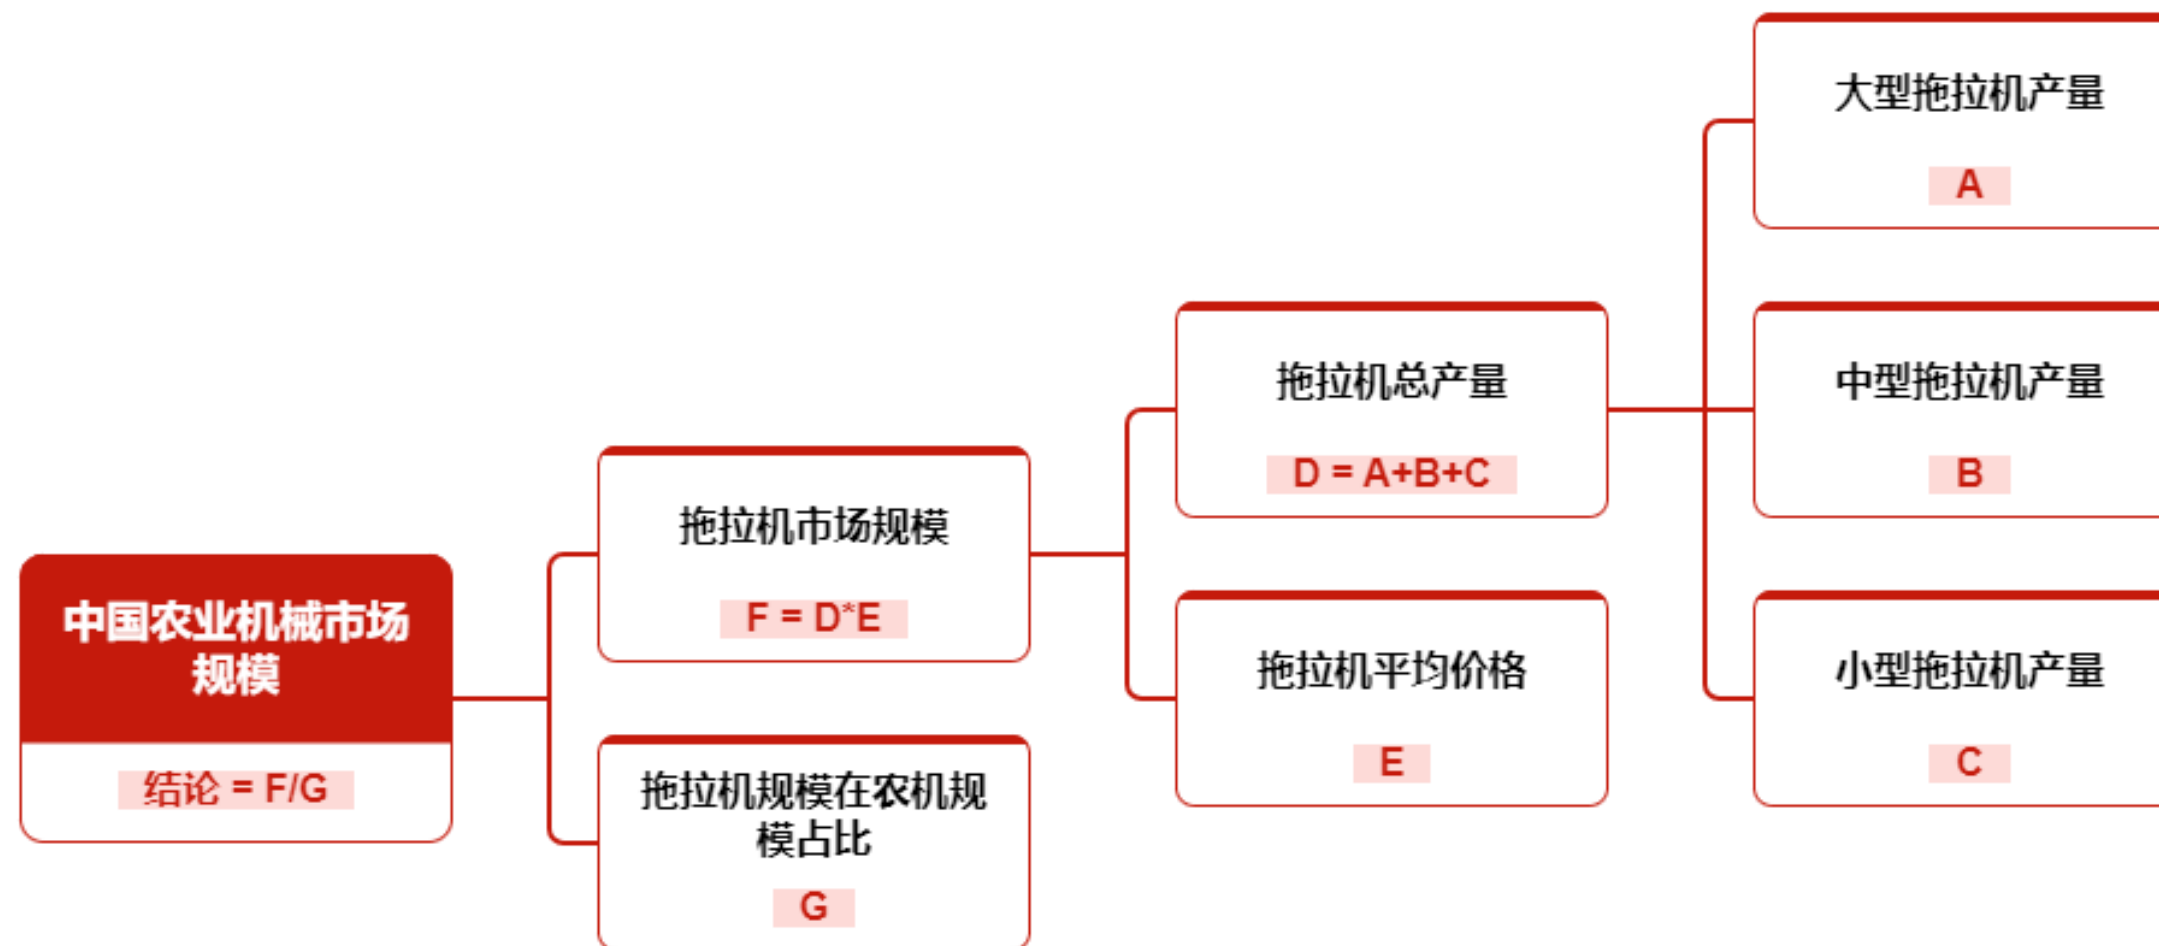 中国农业机械市场
规模
结论 = F/G
拖拉机市场规模
F = D*E
拖拉机规模在农机规
模占比
G
拖拉机总产量
D = A+B+C
拖拉机平均价格
E
大型拖拉机产量
A
中型拖拉机产量
B
小型拖拉机产量
C